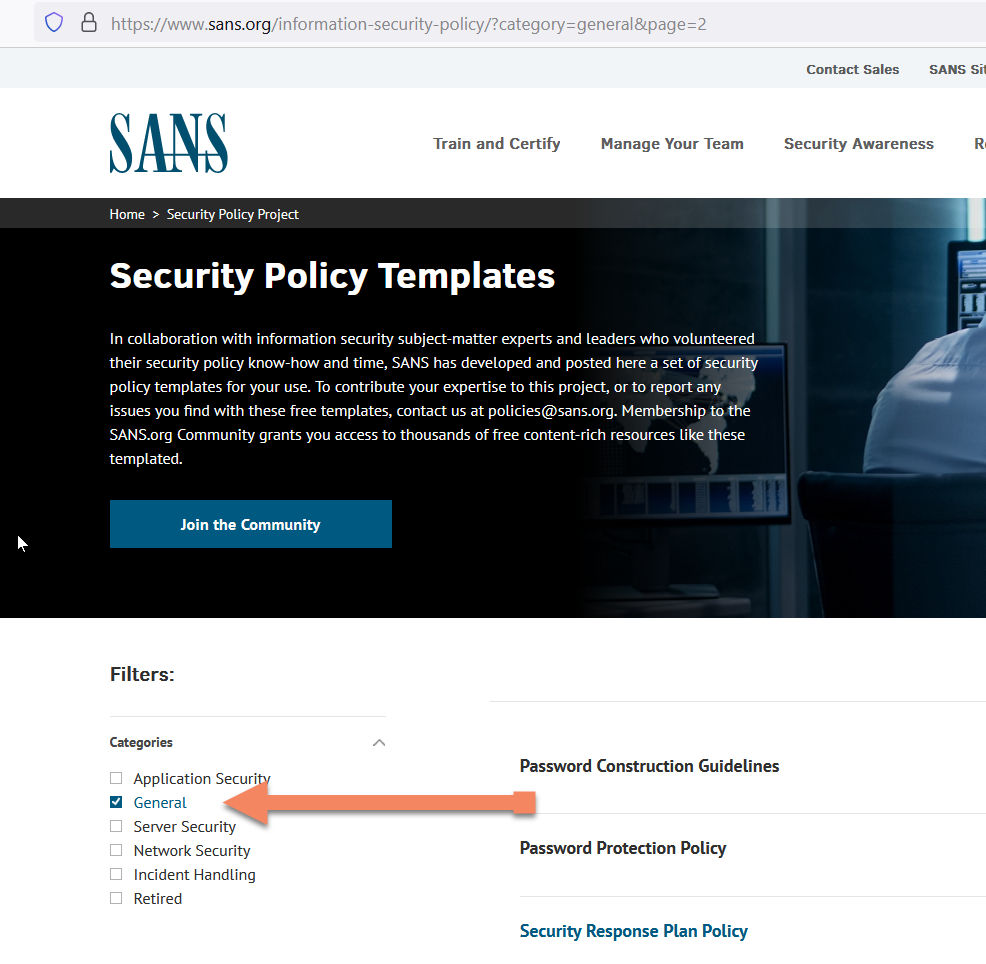 https://www.sans.org/information-security-policy/?category=general&page=2
Contact Sales
SANS Sit
SANS
Train and Certify
Manage Your Team
Security Awareness
R
Home > Security Policy Project
Security Policy Templates
In collaboration with information security subject-matter experts and leaders who volunteered
their security policy know-how and time, SANS has developed and posted here a set of security
policy templates for your use. To contribute your expertise to this project, or to report any
issues you find with these free templates, contact us at policies@sans.org. Membership to the
SANS.org Community grants you access to thousands of free content-rich resources like these
templated.
Join the Community
Filters:
Categories
Application Security
General
Server Security
Network Security
Incident Handling
Retired
Password Construction Guidelines
Password Protection Policy
Security Response Plan Policy